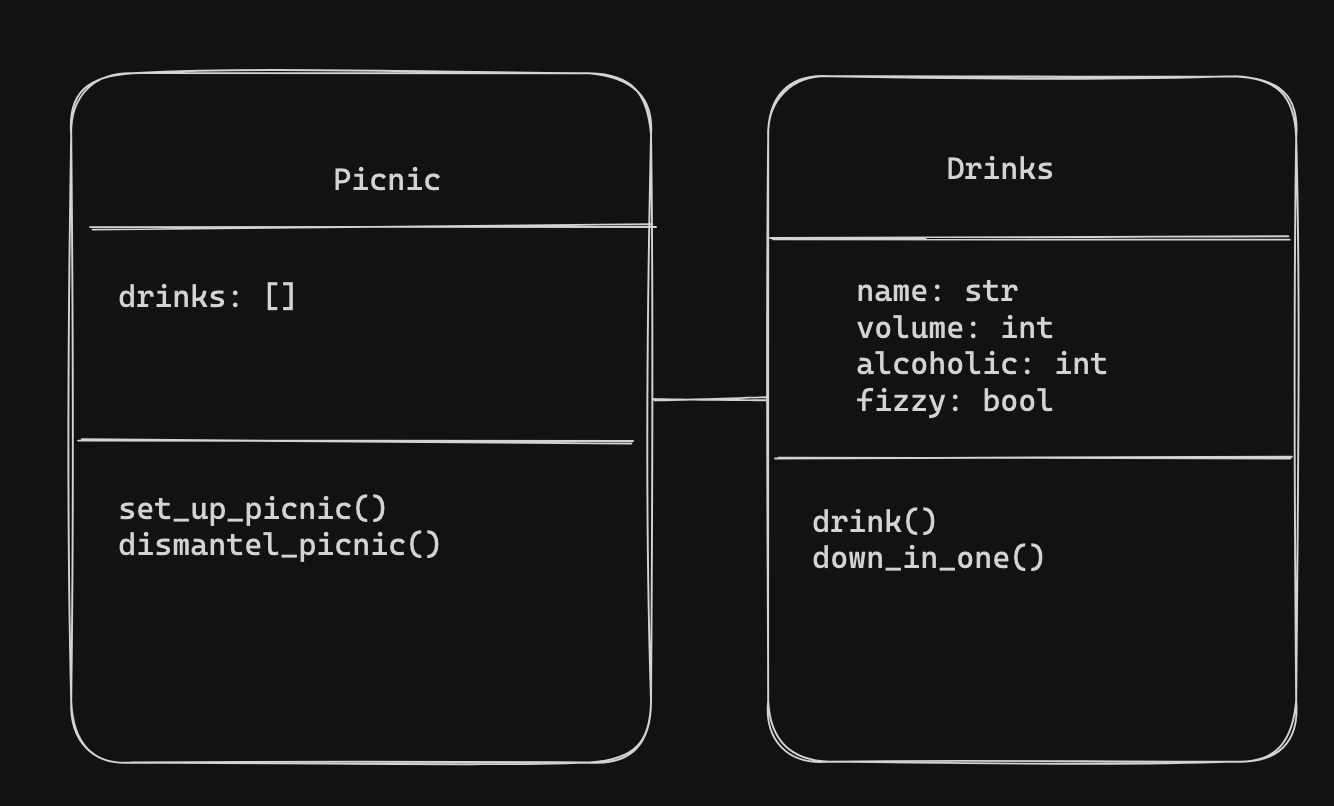 Picnic
drinks: []
set_up_picnic()
dismantel_picnic()
Drinks
name: str
volume: int
alcoholic: int
fizzy: bool
drink()
down_in_one()